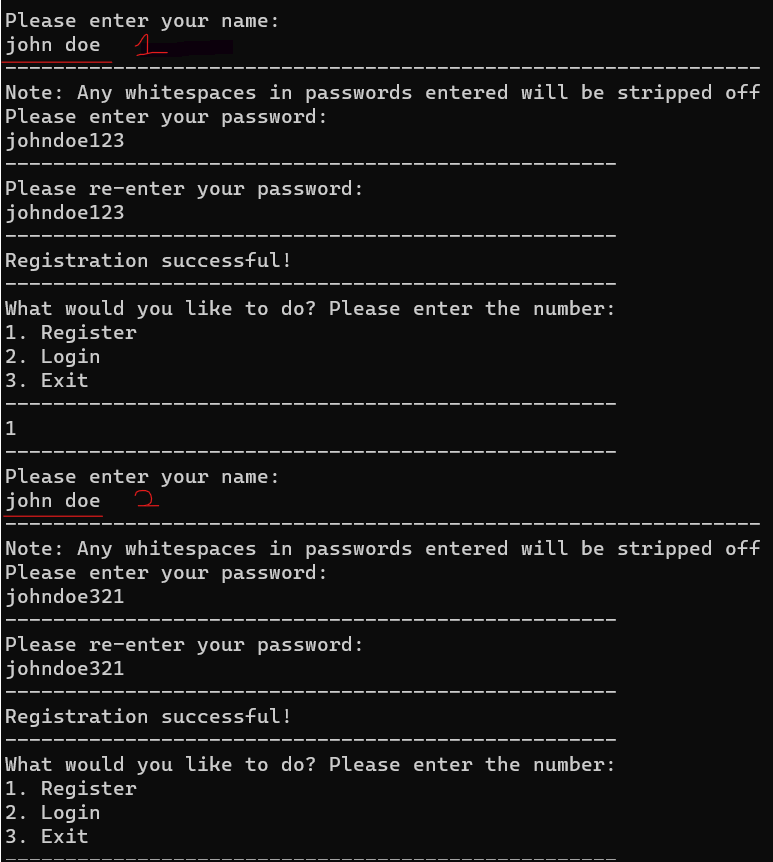 Please enter your name:
john doe 1
---------------------------------------------------------------
Note: Any whitespaces in passwords entered will be stripped off
Please enter your password:
johndoe123
---------------------------------------------------
Please re-enter your password:
johndoe123
---------------------------------------------------
Registration successful!
---------------------------------------------------
What would you like to do? Please enter the number:
1. Register
2. Login
3. Exit
---------------------------------------------------
1
---------------------------------------------------
Please enter your name:
john doe 2
---------------------------------------------------------------
Note: Any whitespaces in passwords entered will be stripped off
Please enter your password:
johndoe321
---------------------------------------------------
Please re-enter your password:
johndoe321
---------------------------------------------------
Registration successful!
---------------------------------------------------
What would you like to do? Please enter the number:
1. Register
2. Login
3. Exit
---------------------------------------------------